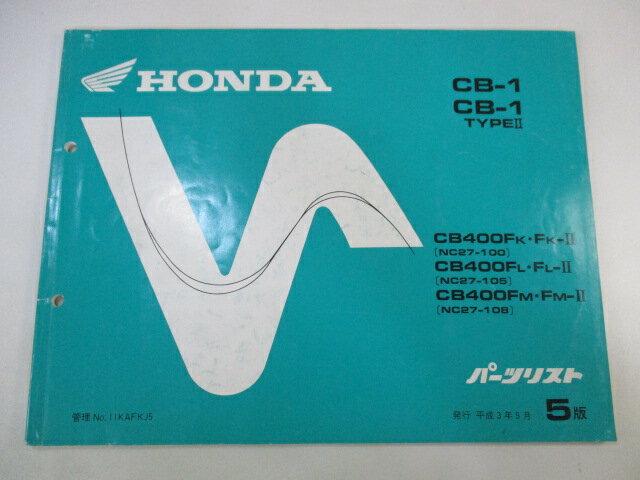 HONDA
CB-1
CB-1
TYPEⅡ
CB400FK・FK-Ⅱ
[NC27-100]
CB400FL・FL-Ⅱ
[NC27-105]
CB400FM・FM-Ⅱ
[NC27-108]
パーツリスト
管理No.11KAFKJ5
発行 平成3年5月 5版